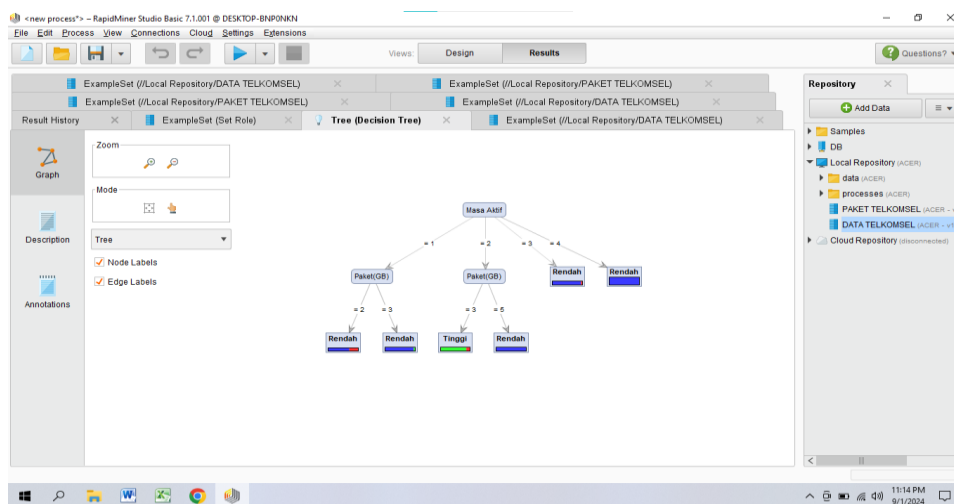 <new process*> – RapidMiner Studio Basic 7.1.001 @ DESKTOP-BNP0NKN
File Edit Process View Connections Cloud Settings Extensions
Views: Design Results Questions?
ExampleSet (//Local Repository/DATA TELKOMSEL) ExampleSet (//Local Repository/PAKET TELKOMSEL)
ExampleSet (//Local Repository/PAKET TELKOMSEL) ExampleSet (//Local Repository/DATA TELKOMSEL)
Result History ExampleSet (Set Role) Tree (Decision Tree) ExampleSet (//Local Repository/DATA TELKOMSEL)
Graph
Description
Annotations
Zoom
Mode
Tree
Node Labels
Edge Labels
Masa Aktif
= 1 = 2 = 3 = 4
Paket(GB) Paket(GB) Rendah Rendah
= 2 = 3 = 3 = 5
Rendah Rendah Tinggi Rendah
Repository
Add Data
Samples
DB
Local Repository (ACER)
data (ACER)
processes (ACER)
PAKET TELKOMSEL (ACER -
DATA TELKOMSEL (ACER - v1
Cloud Repository (disconnected)
11:14 PM
9/1/2024